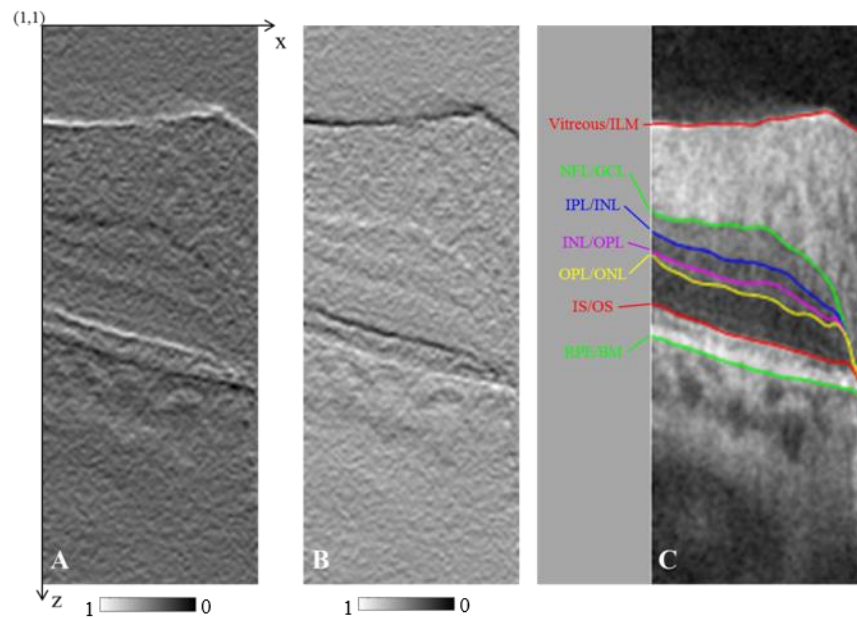 (1,1)
x
Vitreous/ILM
NFL/GCL
IPL/INL
INL/OPL
OPL/ONL
IS/OS
RPE/BM
A
B
C
z
1 0
1 0